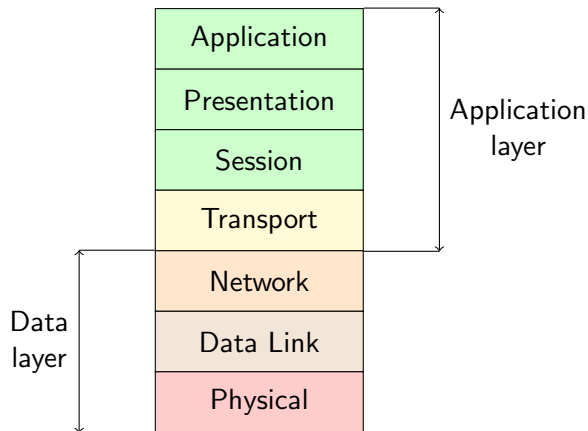 Application
Presentation
Session
Transport
Network
Data Link
Physical
Application
layer
Data
layer